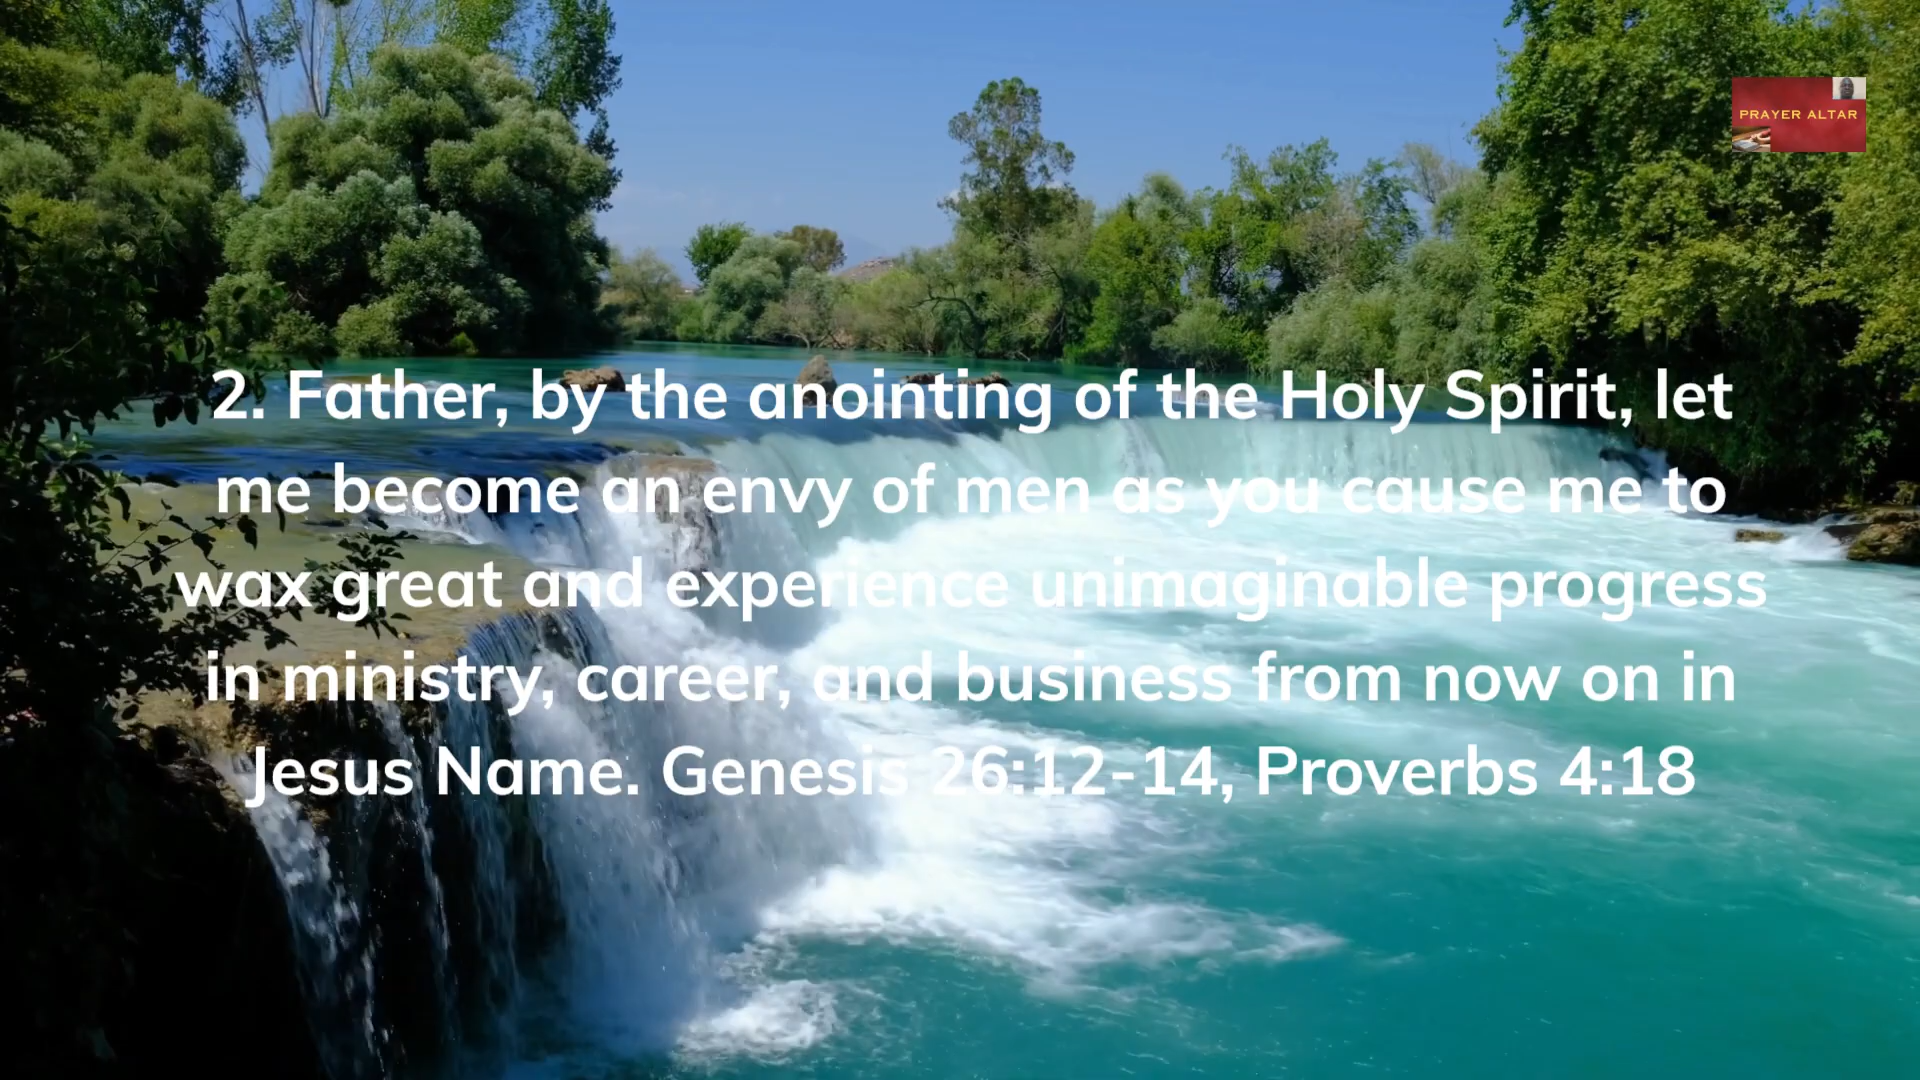 PRAYER ALTAR
2. Father, by the anointing of the Holy Spirit, let
me become an envy of men as you cause me to
wax great and experience unimaginable progress
in ministry, career, and business from now on in
Jesus Name. Genesis 26:12-14, Proverbs 4:18